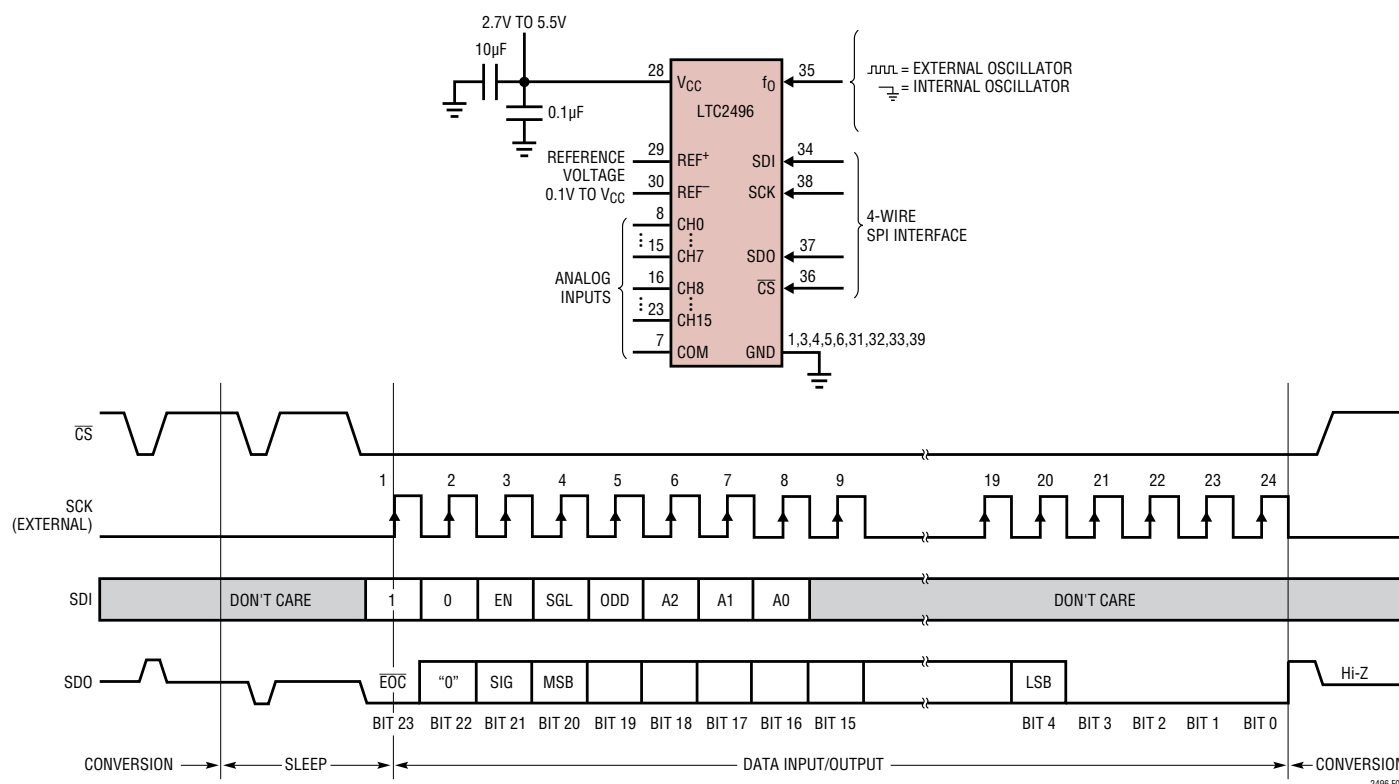 2.7V TO 5.5V
10µF
0.1µF
28
VCC
fO
35
= EXTERNAL OSCILLATOR
= INTERNAL OSCILLATOR
LTC2496
REFERENCE
VOLTAGE
0.1V TO VCC
29
REF+
30
REF–
SDI
34
SCK
38
4-WIRE
SPI INTERFACE
SDO
37
CS
36
ANALOG
INPUTS
8
CH0
15
CH7
16
CH8
23
CH15
7
COM
GND
1,3,4,5,6,31,32,33,39
CS
1 2 3 4 5 6 7 8 9 19 20 21 22 23 24
SCK
(EXTERNAL)
SDI DON'T CARE 1 0 EN SGL ODD A2 A1 A0 DON'T CARE
SDO EOC "0" SIG MSB LSB Hi-Z
BIT 23 BIT 22 BIT 21 BIT 20 BIT 19 BIT 18 BIT 17 BIT 16 BIT 15 BIT 4 BIT 3 BIT 2 BIT 1 BIT 0
CONVERSION SLEEP DATA INPUT/OUTPUT CONVERSION